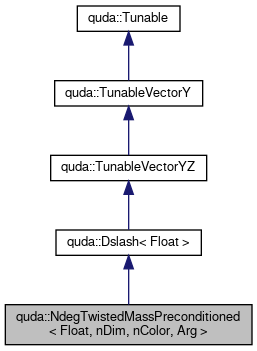 quda::Tunable
quda::TunableVectorY
quda::TunableVectorYZ
quda::Dslash< Float >
quda::NdegTwistedMassPreconditioned
< Float, nDim, nColor, Arg >